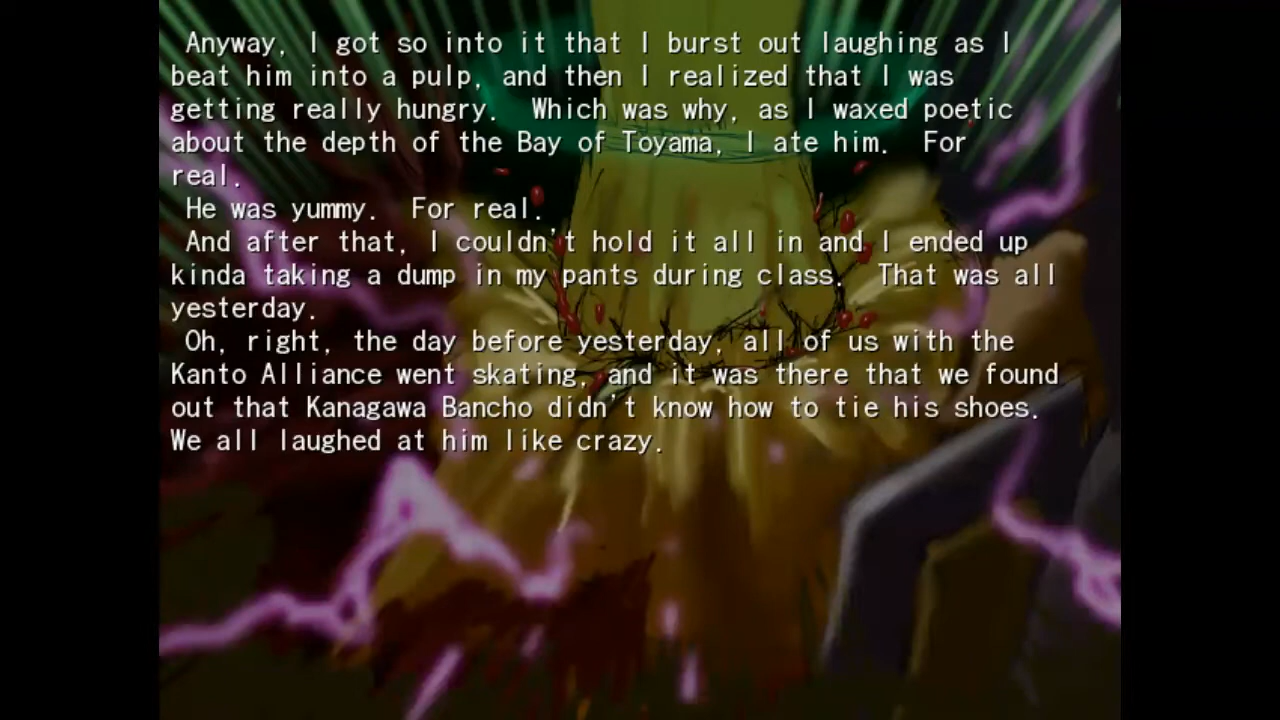 Anyway, I got so into it that I burst out laughing as I
beat him into a pulp, and then I realized that I was
getting really hungry.  Which was why, as I waxed poetic
about the depth of the Bay of Toyama, I ate him.  For
real.
He was yummy.  For real.
And after that, I couldn't hold it all in and I ended up
kinda taking a dump in my pants during class.  That was all
yesterday.
Oh, right, the day before yesterday, all of us with the
Kanto Alliance went skating, and it was there that we found
out that Kanagawa Bancho didn't know how to tie his shoes.
We all laughed at him like crazy.